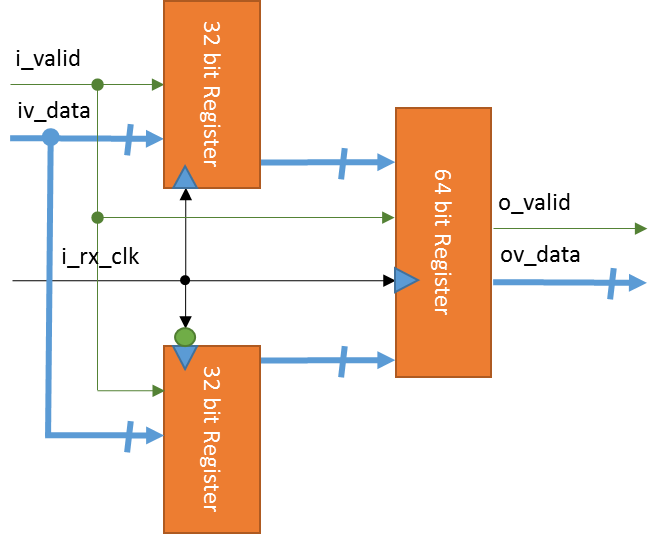 i_valid
iv_data
32 bit Register
i_rx_clk
64 bit Register
o_valid
ov_data
32 bit Register